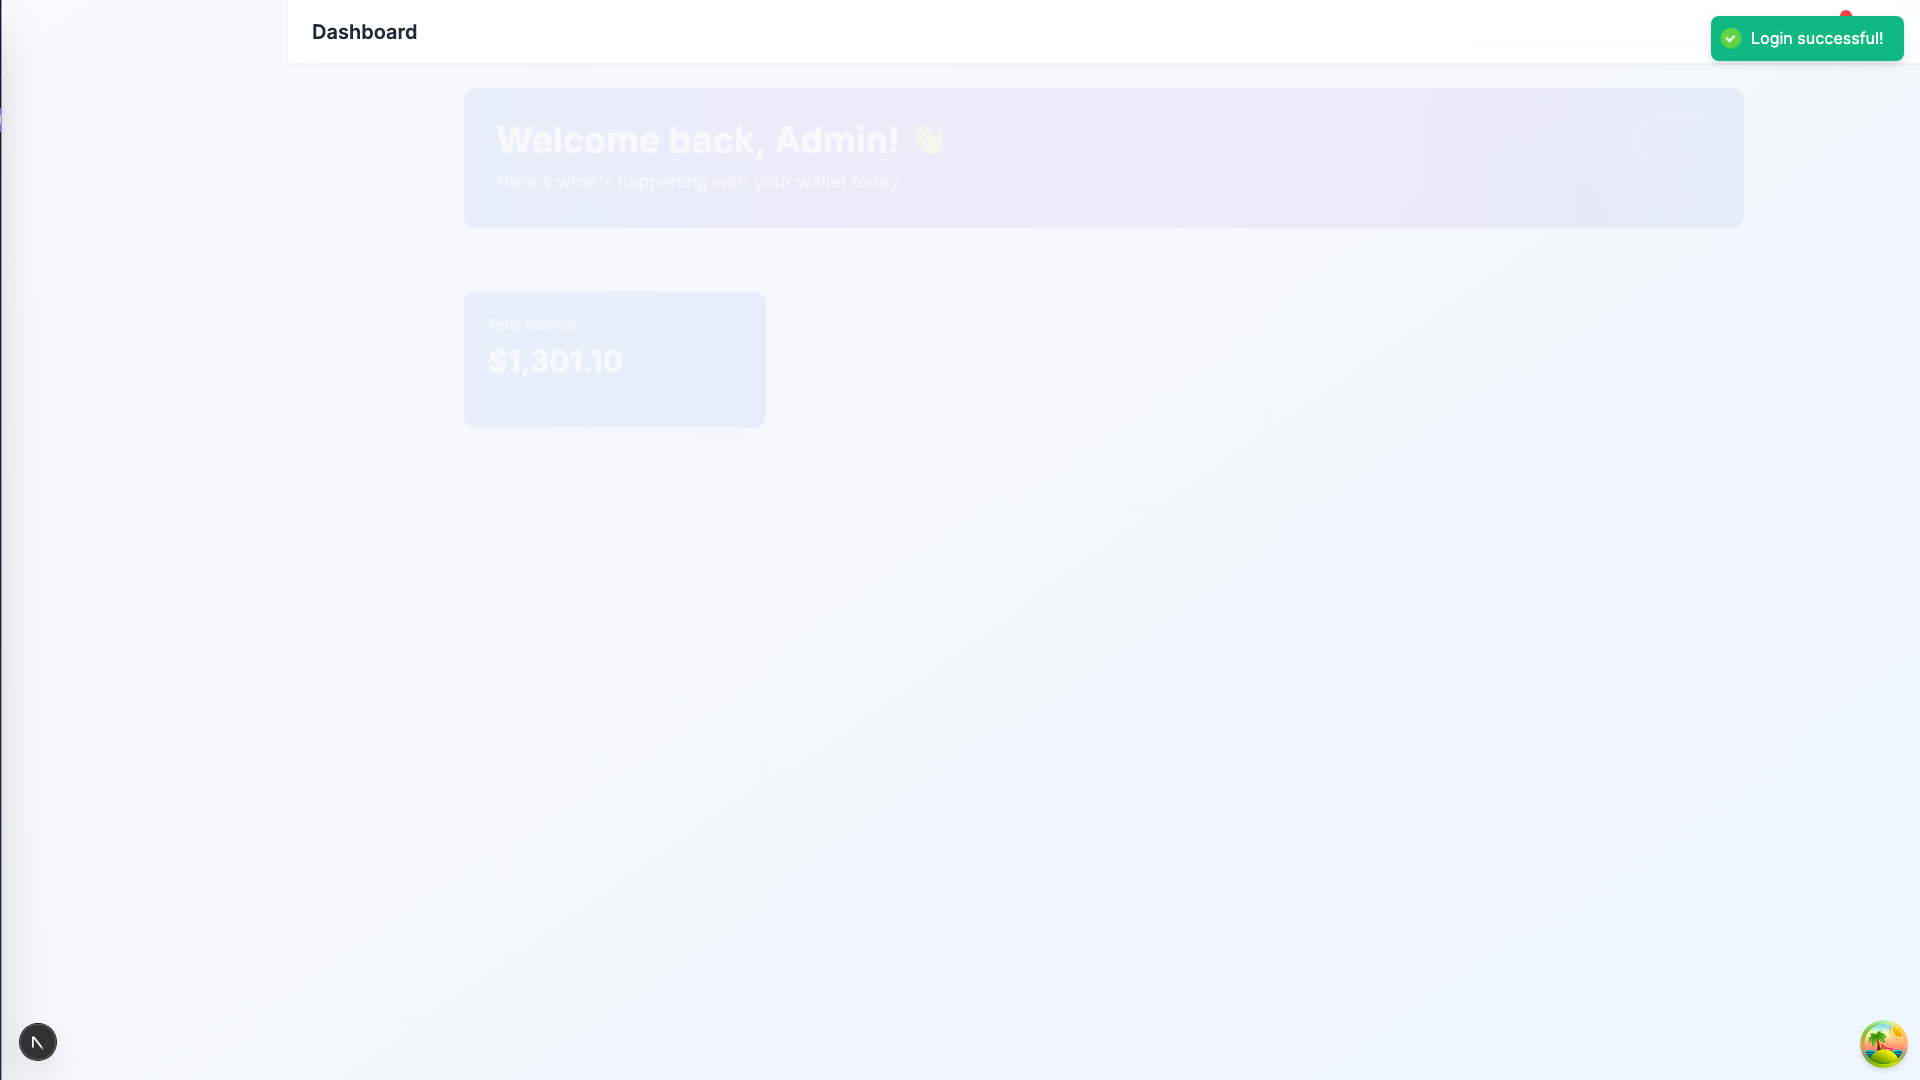 Dashboard
Login successful!
Welcome back, Admin! 👋
Here's what's happening with your wallet today
Total Balance
$1,301.10